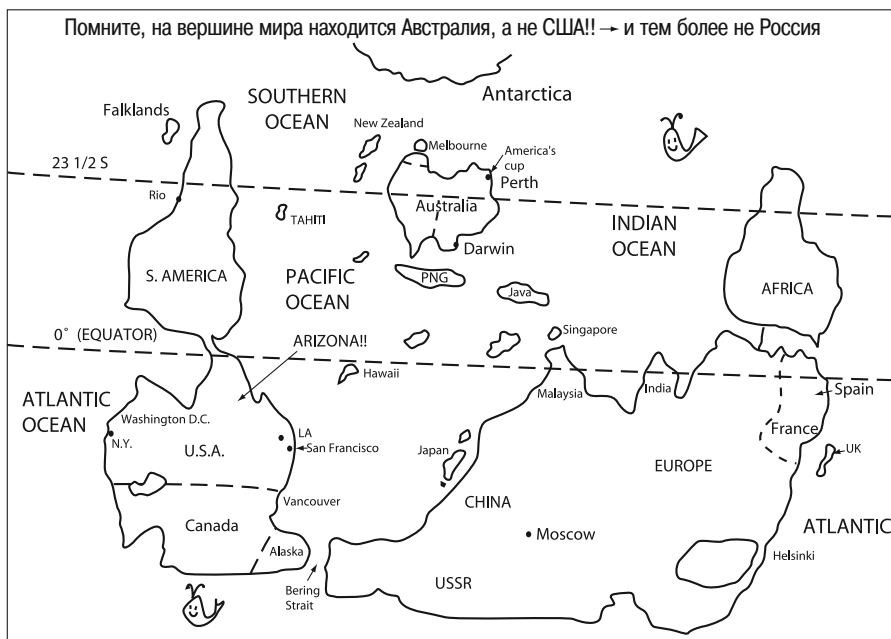 Помните, на вершине мира находится Австралия, а не США!! → и тем более не Россия
Falklands
SOUTHERN
OCEAN
Antarctica
New Zealand
Melbourne
America's
cup
Perth
23 1/2 S
Rio
TAHITI
Australia
INDIAN
OCEAN
Darwin
S. AMERICA
PACIFIC
OCEAN
PNG
Java
AFRICA
0° (EQUATOR)
ARIZONA!!
Singapore
Hawaii
Malaysia
India
Spain
ATLANTIC
OCEAN
Washington D.C.
N.Y.
U.S.A.
LA
San Francisco
Japan
France
UK
EUROPE
CHINA
Vancouver
Canada
Alaska
Moscow
ATLANTIC
Helsinki
Bering
Strait
USSR